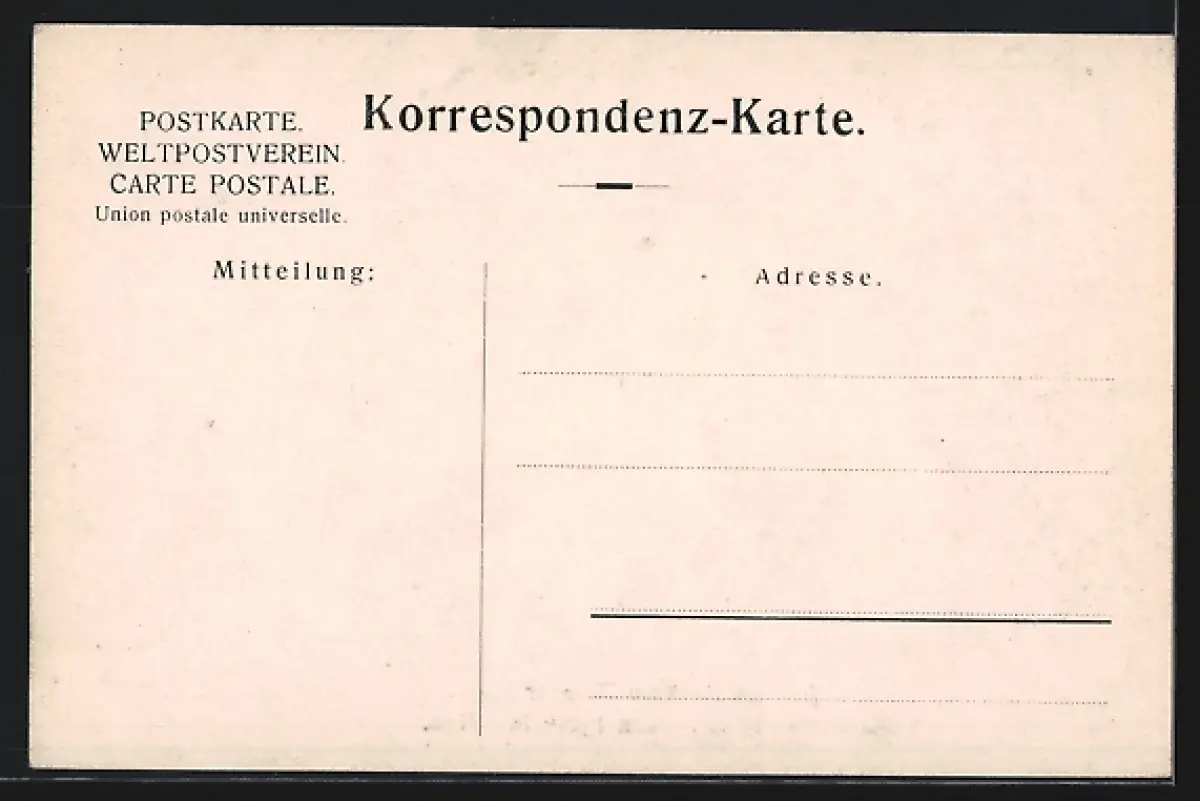 Korrespondenz-Karte.
POSTKARTE.
WELTPOSTVEREIN.
CARTE POSTALE.
Union postale universelle.
Mitteilung:
Adresse.